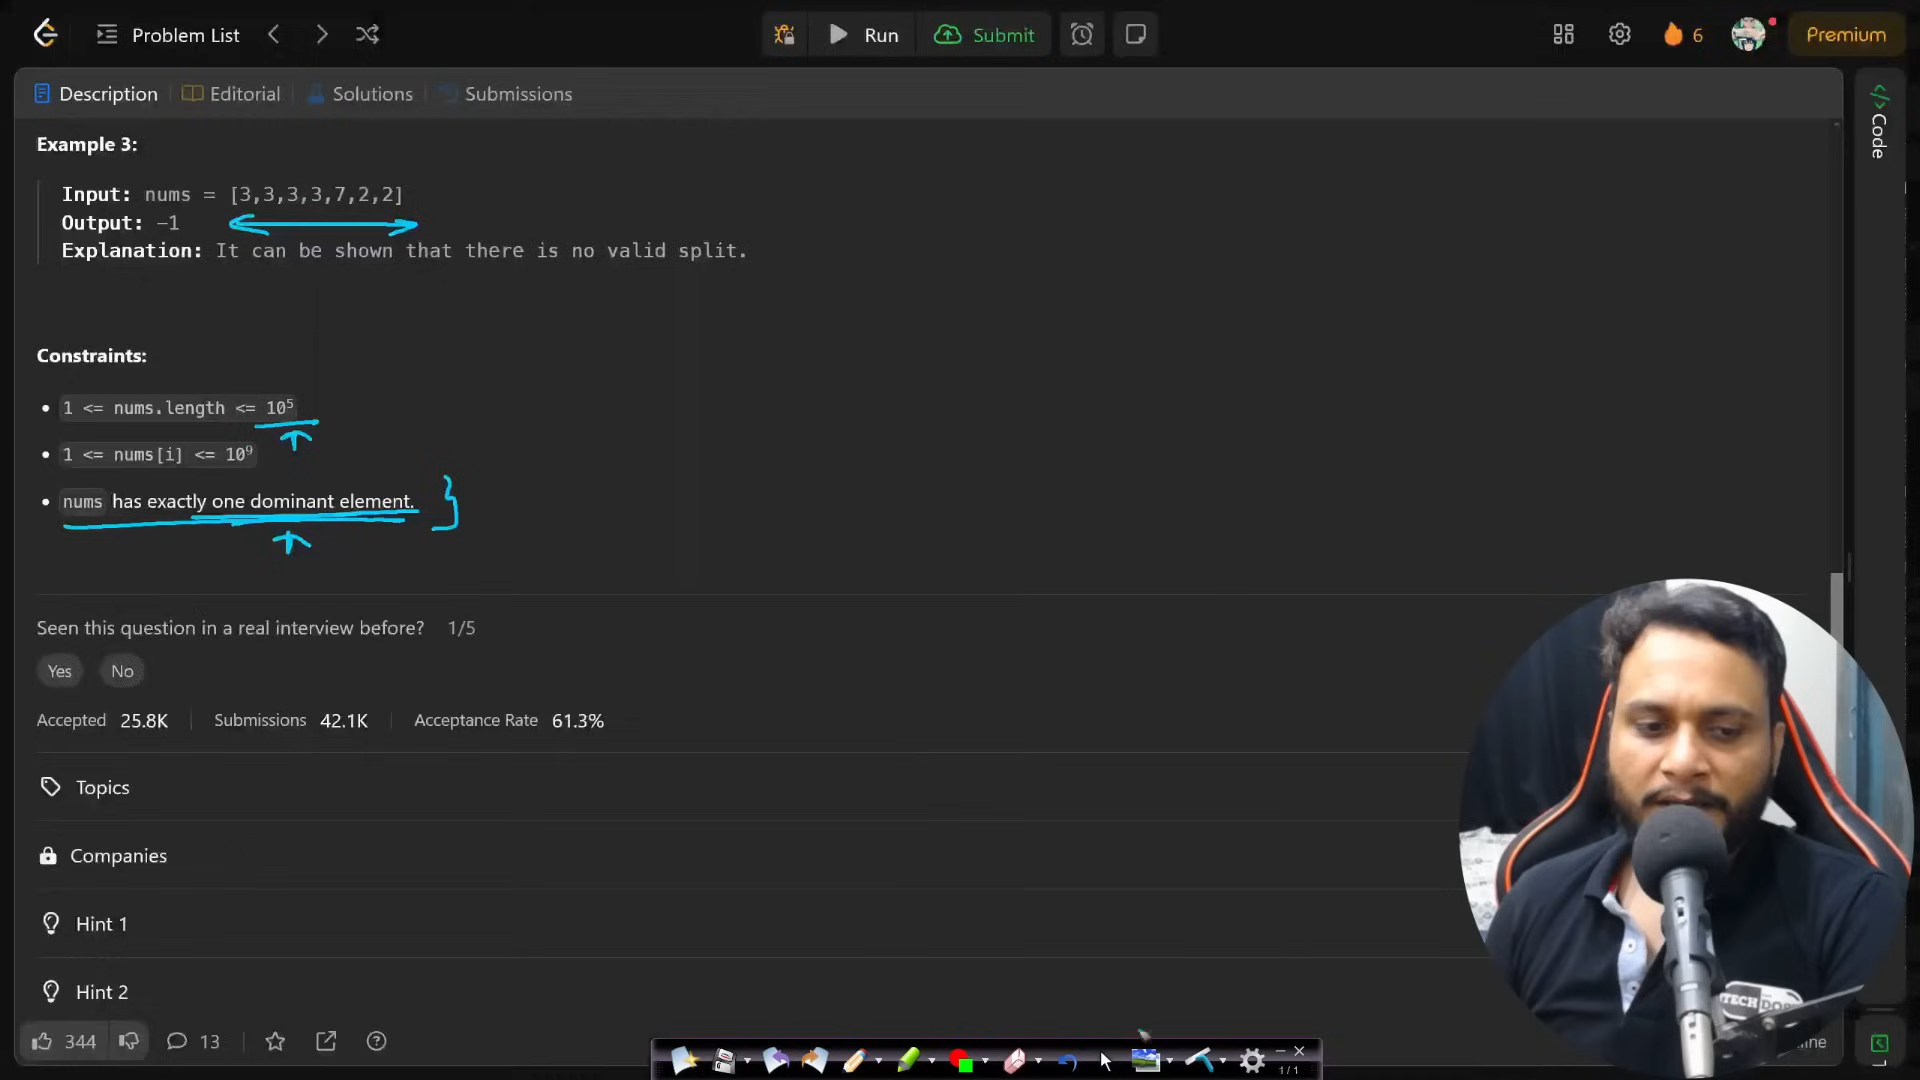 Problem List
Run
Submit
6
Premium
Description
Editorial
Solutions
Submissions
Code
Example 3:
Input: nums = [3,3,3,3,7,2,2]
Output: -1
Explanation: It can be shown that there is no valid split.
Constraints:
• 1 <= nums.length <= 10⁵
• 1 <= nums[i] <= 10⁹
• nums has exactly one dominant element.
Seen this question in a real interview before? 1/5
Yes No
Accepted 25.8K Submissions 42.1K Acceptance Rate 61.3%
Topics
Companies
Hint 1
Hint 2
344
13
1/1